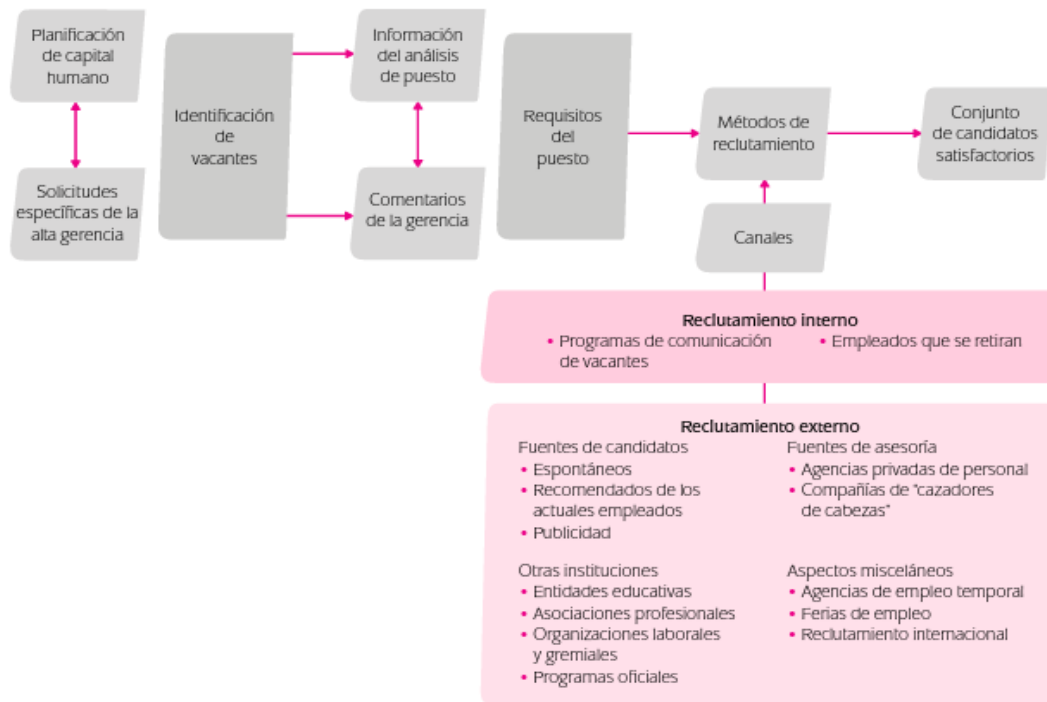 Planificación
de capital
humano
Solicitudes
específicas de la
alta gerencia
Identificación
de
vacantes
Información
del análisis
de puesto
Comentarios
de la gerencia
Requisitos
del
puesto
Métodos de
reclutamiento
Canales
Conjunto
de candidatos
satisfactorios
Reclutamiento interno
• Programas de comunicación
de vacantes
• Empleados que se retiran
Reclutamiento externo
Fuentes de candidatos
• Espontáneos
• Recomendados de los
actuales empleados
• Publicidad
Fuentes de asesoría
• Agencias privadas de personal
• Compañías de "cazadores
de cabezas"
Otras instituciones
• Entidades educativas
• Asociaciones profesionales
• Organizaciones laborales
y gremiales
• Programas oficiales
Aspectos misceláneos
• Agencias de empleo temporal
• Ferias de empleo
• Reclutamiento internacional